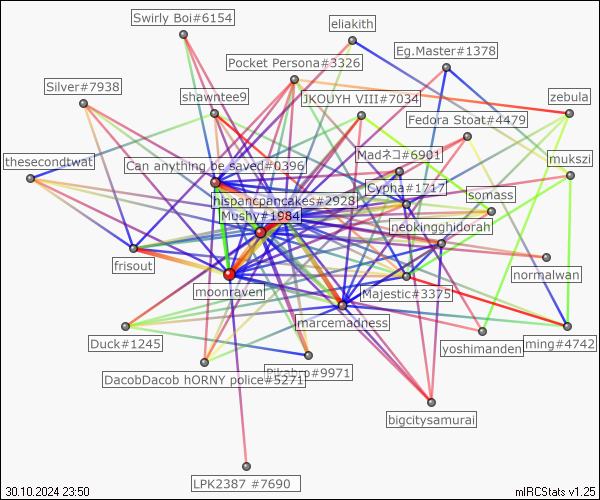 Swirly Boi#6154
eliakith
Eg.Master#1378
Pocket Persona#3326
Silver#7938
shawntee9
JKOUYH VIII#7034
zebula
Fedora Stoat#4479
Madネコ#6901
thesecondtwat
Can anything be saved#0396
mukszi
Cypha#1717
hispancpancakes#2928
somass
Mushy#1984
neokingghidorah
frisout
normalwan
moonraven
Majestic#3375
marcemadness
Duck#1245
yoshimanden
ming#4742
Pikabro#9971
DacobDacob hORNY police#5271
bigcitysamurai
LPK2387 #7690
30.10.2024 23:50
mIRCStats v1.25